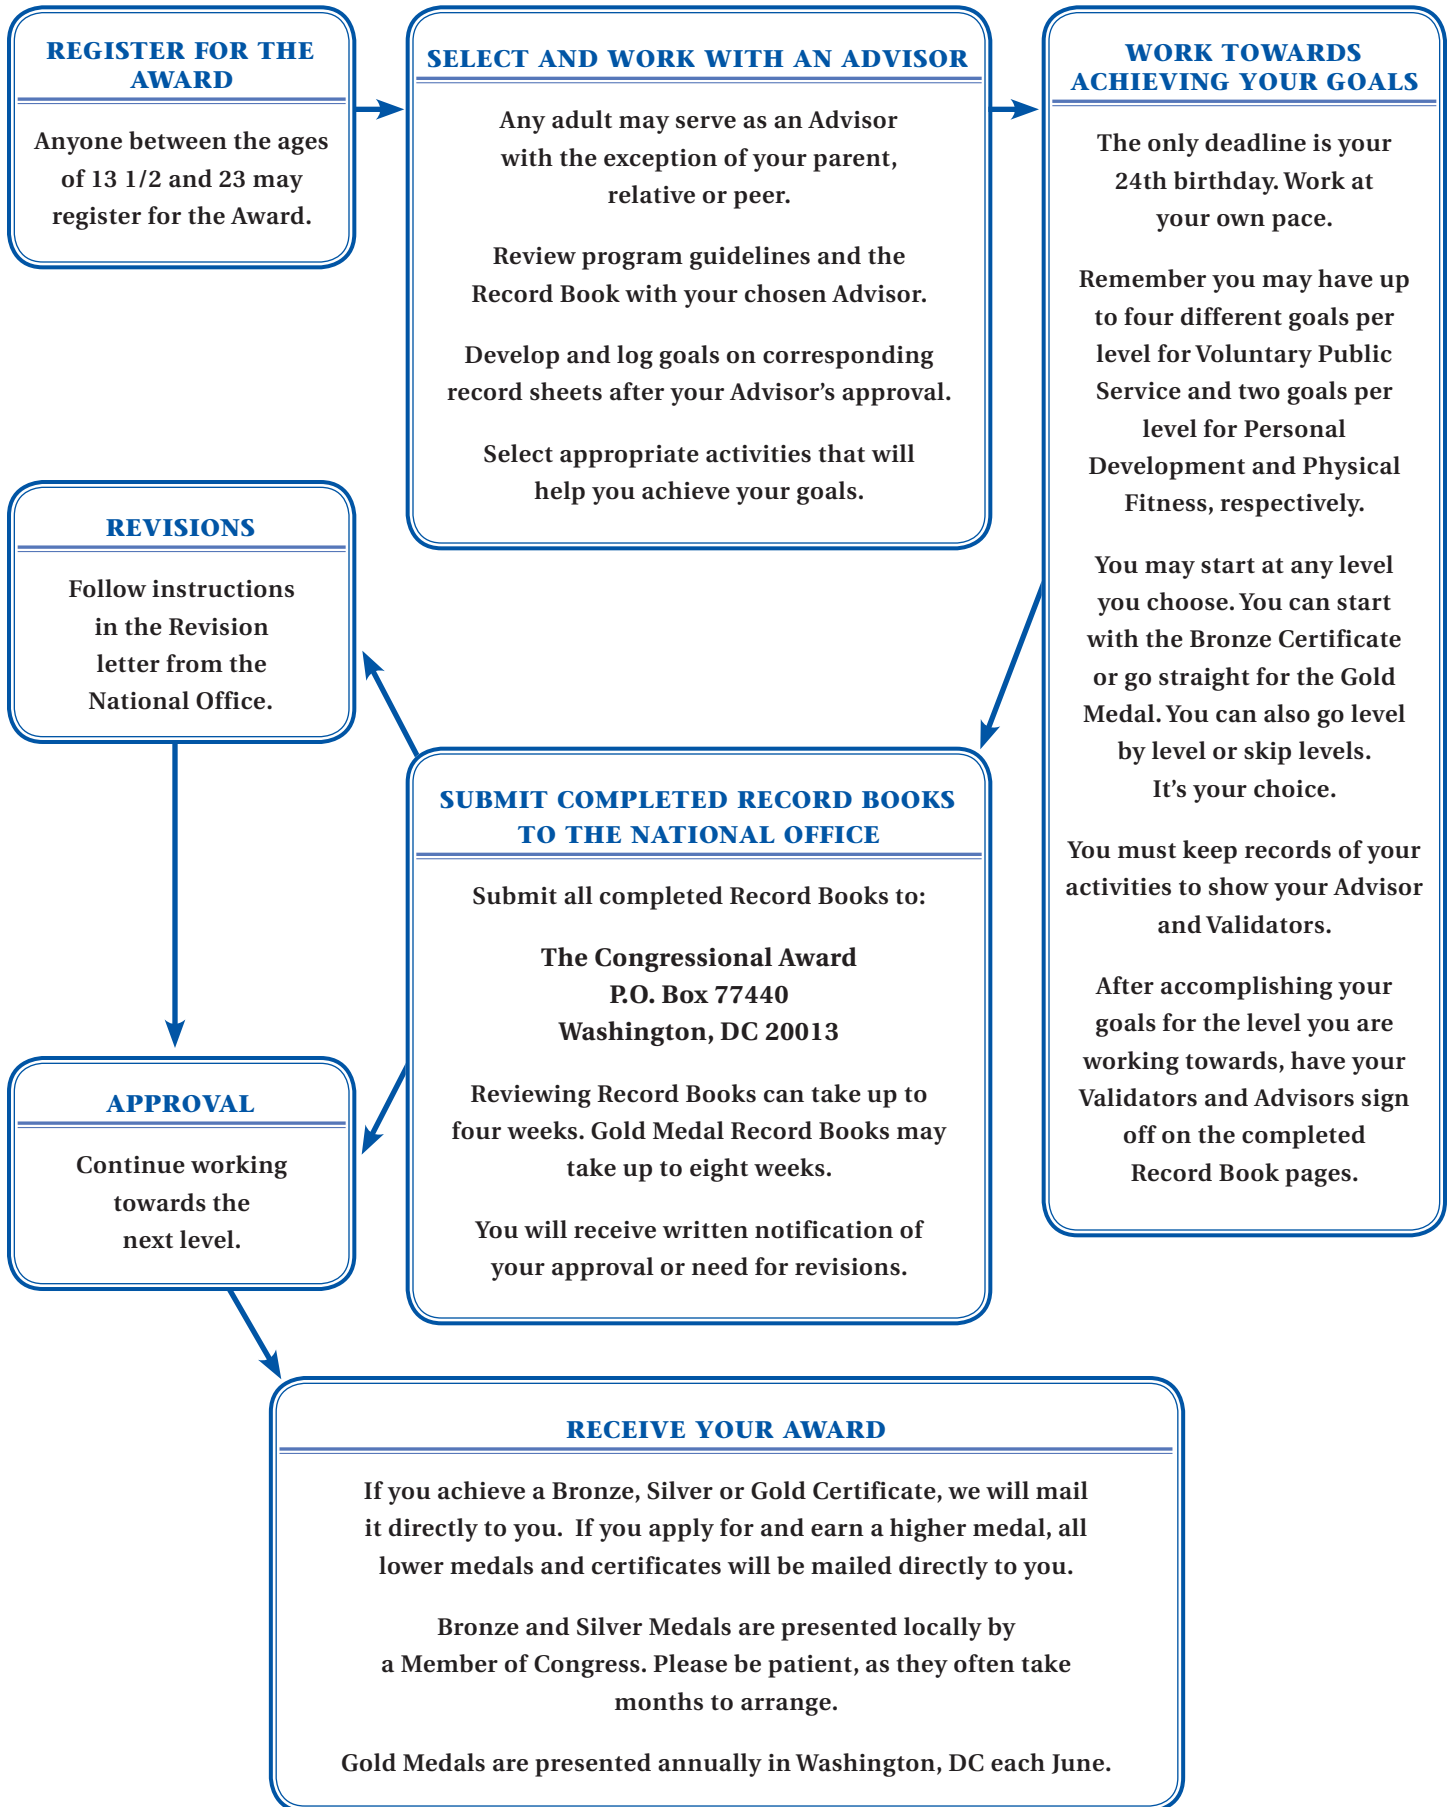 REGISTER FOR THE
AWARD
Anyone between the ages
of 13 1/2 and 23 may
register for the Award.
SELECT AND WORK WITH AN ADVISOR
Any adult may serve as an Advisor
with the exception of your parent,
relative or peer.
Review program guidelines and the
Record Book with your chosen Advisor.
Develop and log goals on corresponding
record sheets after your Advisor’s approval.
Select appropriate activities that will
help you achieve your goals.
WORK TOWARDS
ACHIEVING YOUR GOALS
The only deadline is your
24th birthday. Work at
your own pace.
Remember you may have up
to four different goals per
level for Voluntary Public
Service and two goals per
level for Personal
Development and Physical
Fitness, respectively.
You may start at any level
you choose. You can start
with the Bronze Certificate
or go straight for the Gold
Medal. You can also go level
by level or skip levels.
It’s your choice.
You must keep records of your
activities to show your Advisor
and Validators.
After accomplishing your
goals for the level you are
working towards, have your
Validators and Advisors sign
off on the completed
Record Book pages.
SUBMIT COMPLETED RECORD BOOKS
TO THE NATIONAL OFFICE
Submit all completed Record Books to:
The Congressional Award
P.O. Box 77440
Washington, DC 20013
Reviewing Record Books can take up to
four weeks. Gold Medal Record Books may
take up to eight weeks.
You will receive written notification of
your approval or need for revisions.
REVISIONS
Follow instructions
in the Revision
letter from the
National Office.
APPROVAL
Continue working
towards the
next level.
RECEIVE YOUR AWARD
If you achieve a Bronze, Silver or Gold Certificate, we will mail
it directly to you.  If you apply for and earn a higher medal, all
lower medals and certificates will be mailed directly to you.
Bronze and Silver Medals are presented locally by
a Member of Congress. Please be patient, as they often take
months to arrange.
Gold Medals are presented annually in Washington, DC each June.